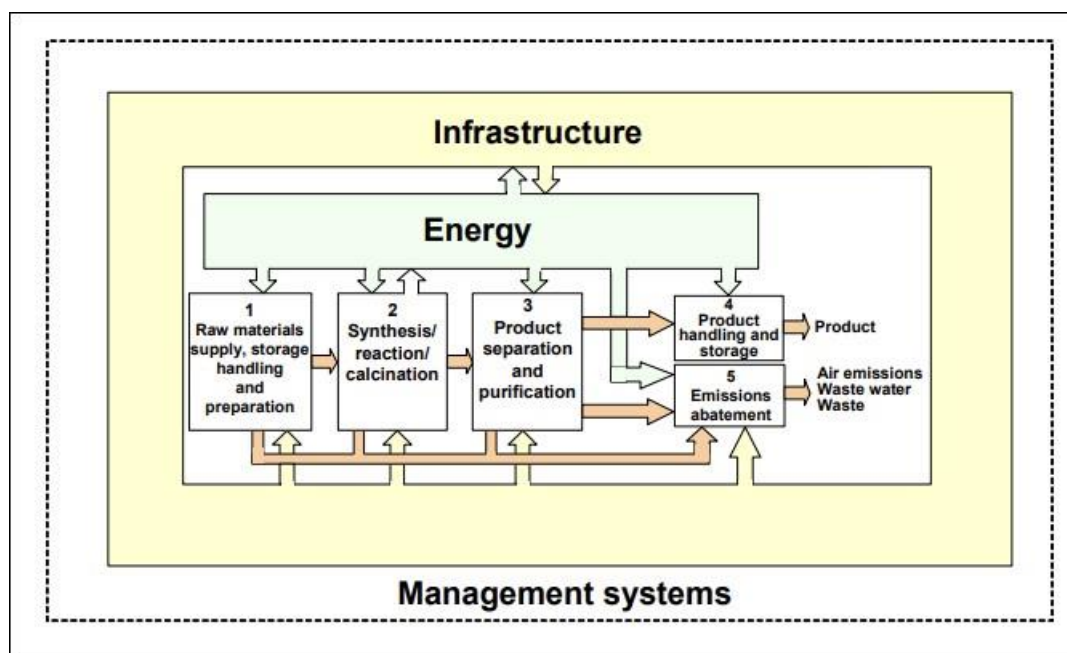 Infrastructure
Energy
1
Raw materials
supply, storage
handling
and
preparation
2
Synthesis/
reaction/
calcination
3
Product
separation
and
purification
4
Product
handling and
storage
Product
5
Emissions
abatement
Air emissions
Waste water
Waste
Management systems